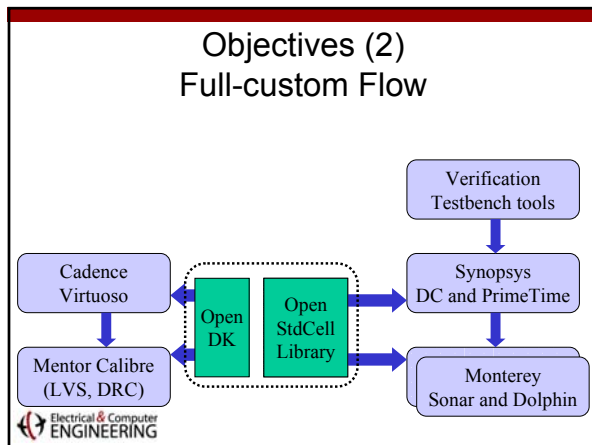 Objectives (2)
Full-custom Flow
Verification
Testbench tools
Cadence
Virtuoso
Open
DK
Open
StdCell
Library
Synopsys
DC and PrimeTime
Mentor Calibre
(LVS, DRC)
Monterey
Sonar and Dolphin
Electrical & Computer
ENGINEERING